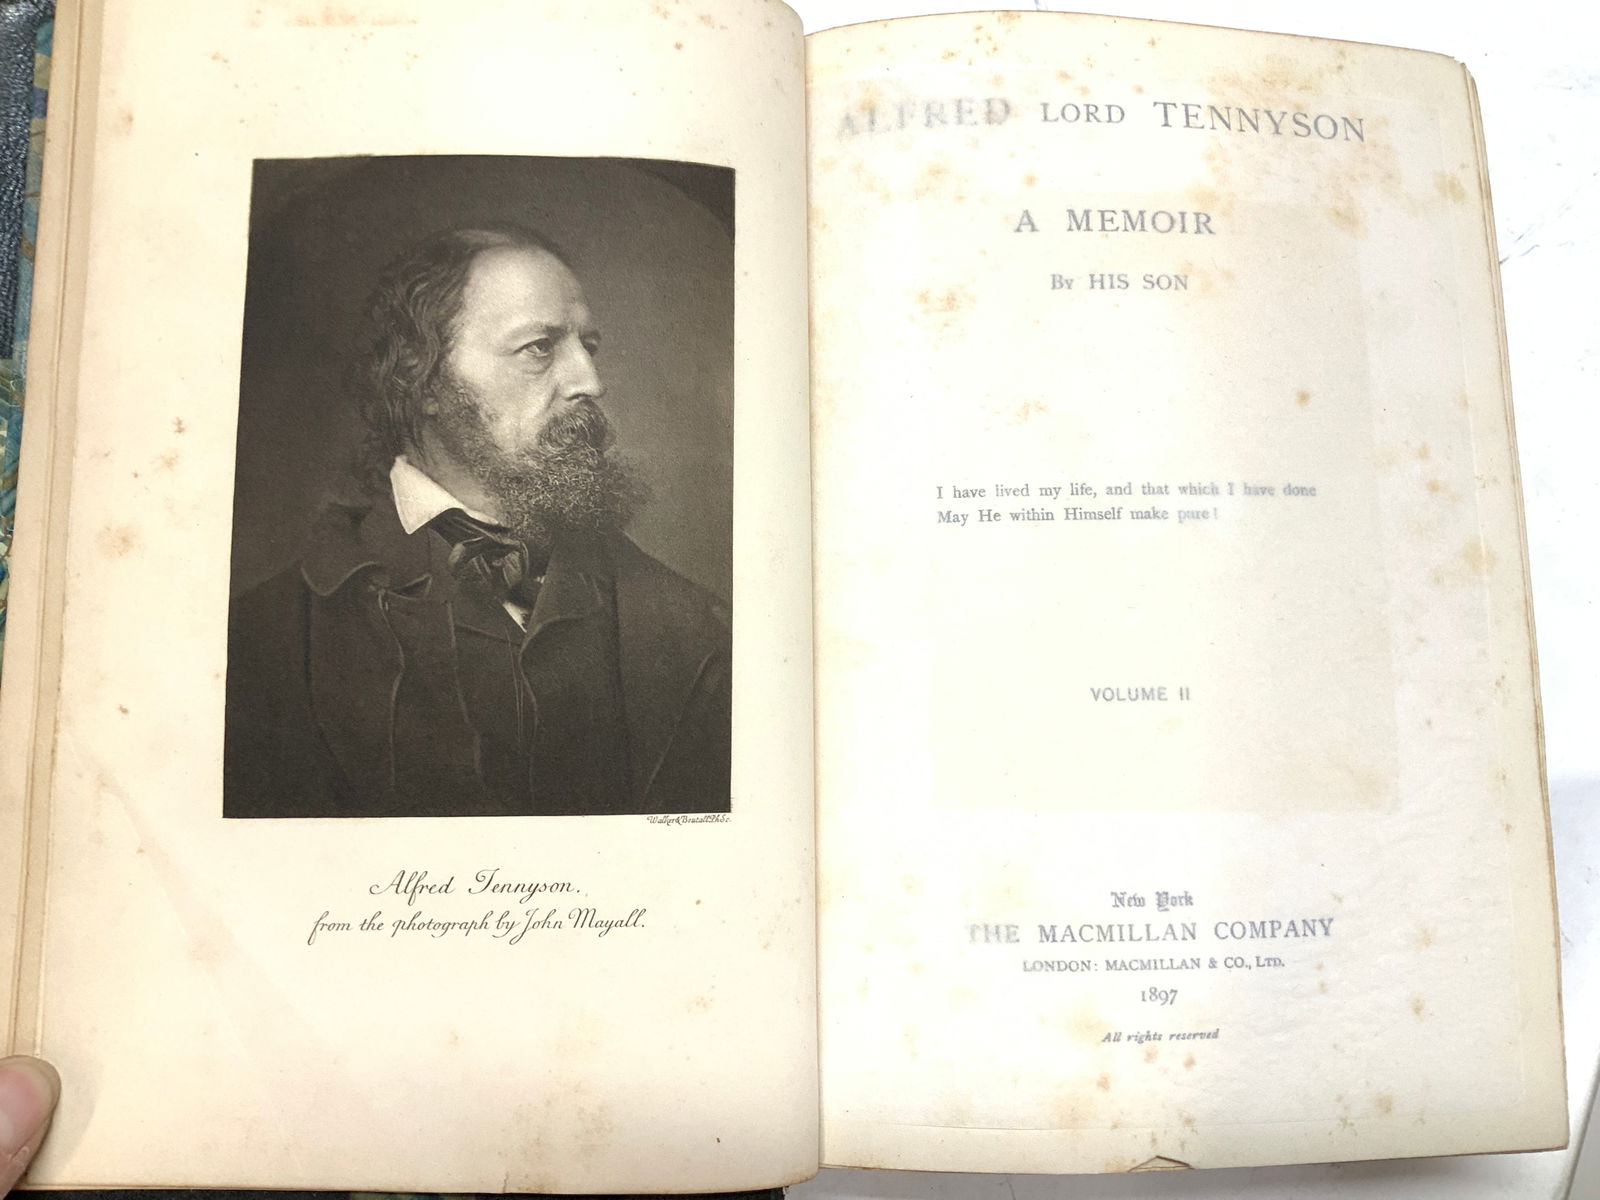 Walker & Boutall Ph.Sc.
Alfred Tennyson.
from the photograph by John Mayall.
ALFRED LORD TENNYSON
A MEMOIR
By HIS SON
I have lived my life, and that which I have done
May He within Himself make pure!
VOLUME II
New York
THE MACMILLAN COMPANY
LONDON: MACMILLAN & CO., LTD.
1897
All rights reserved